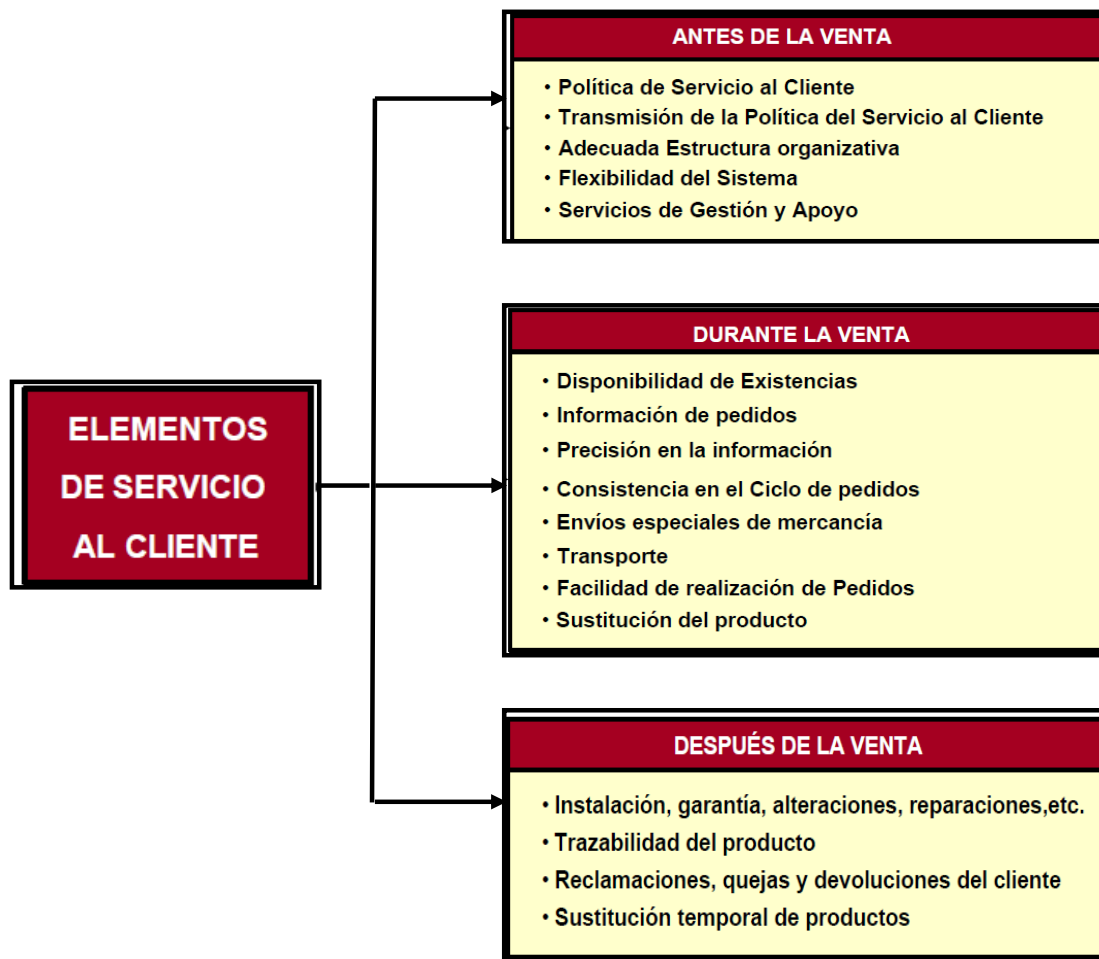 ANTES DE LA VENTA
• Política de Servicio al Cliente
• Transmisión de la Política del Servicio al Cliente
• Adecuada Estructura organizativa
• Flexibilidad del Sistema
• Servicios de Gestión y Apoyo
ELEMENTOS
DE SERVICIO
AL CLIENTE
DURANTE LA VENTA
• Disponibilidad de Existencias
• Información de pedidos
• Precisión en la información
• Consistencia en el Ciclo de pedidos
• Envíos especiales de mercancía
• Transporte
• Facilidad de realización de Pedidos
• Sustitución del producto
DESPUÉS DE LA VENTA
• Instalación, garantía, alteraciones, reparaciones,etc.
• Trazabilidad del producto
• Reclamaciones, quejas y devoluciones del cliente
• Sustitución temporal de productos